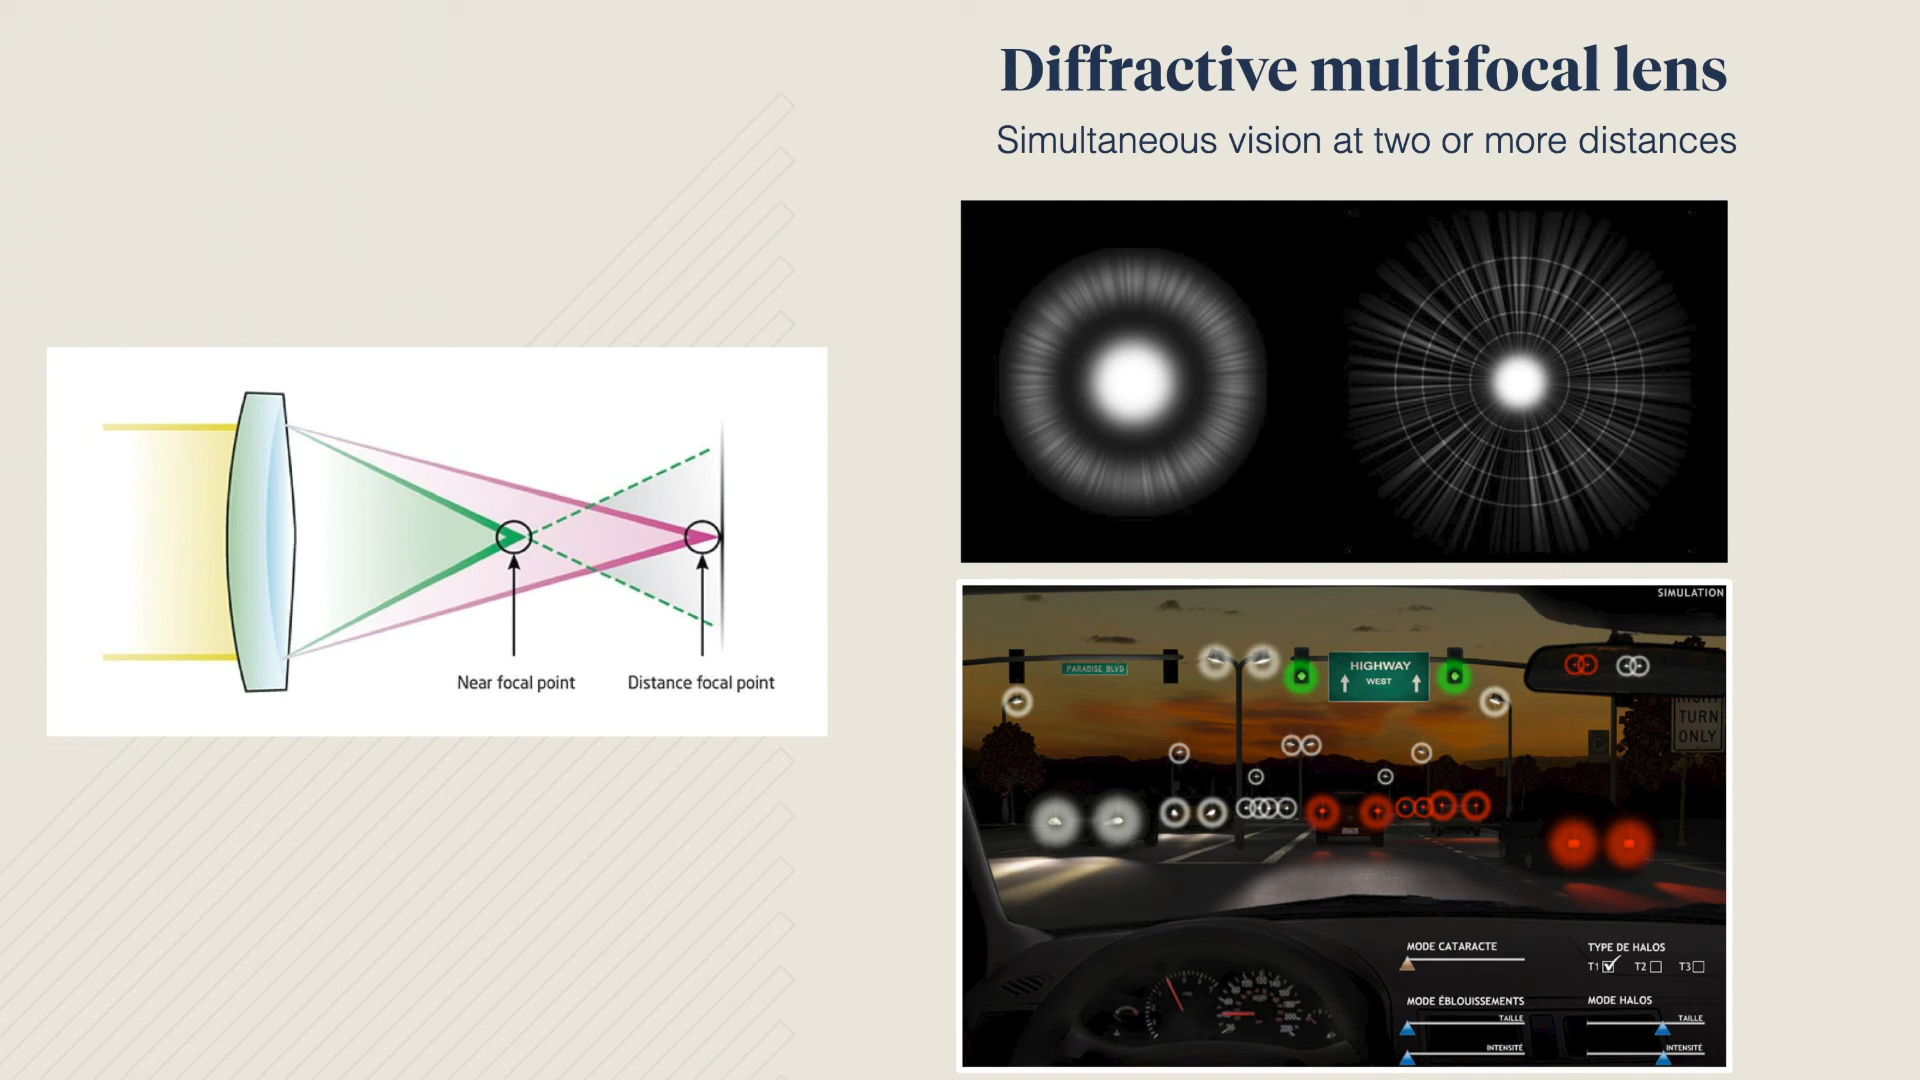 Diffractive multifocal lens
Simultaneous vision at two or more distances
Near focal point
Distance focal point
SIMULATION
PARADISE BLVD
HIGHWAY
WEST
RIGHT
TURN
ONLY
P
MODE CATARACTE
TYPE DE HALOS
T1 T2 T3
MODE ÉBLOUISSEMENTS
MODE HALOS
TAILLE
TAILLE
INTENSITÉ
INTENSITÉ